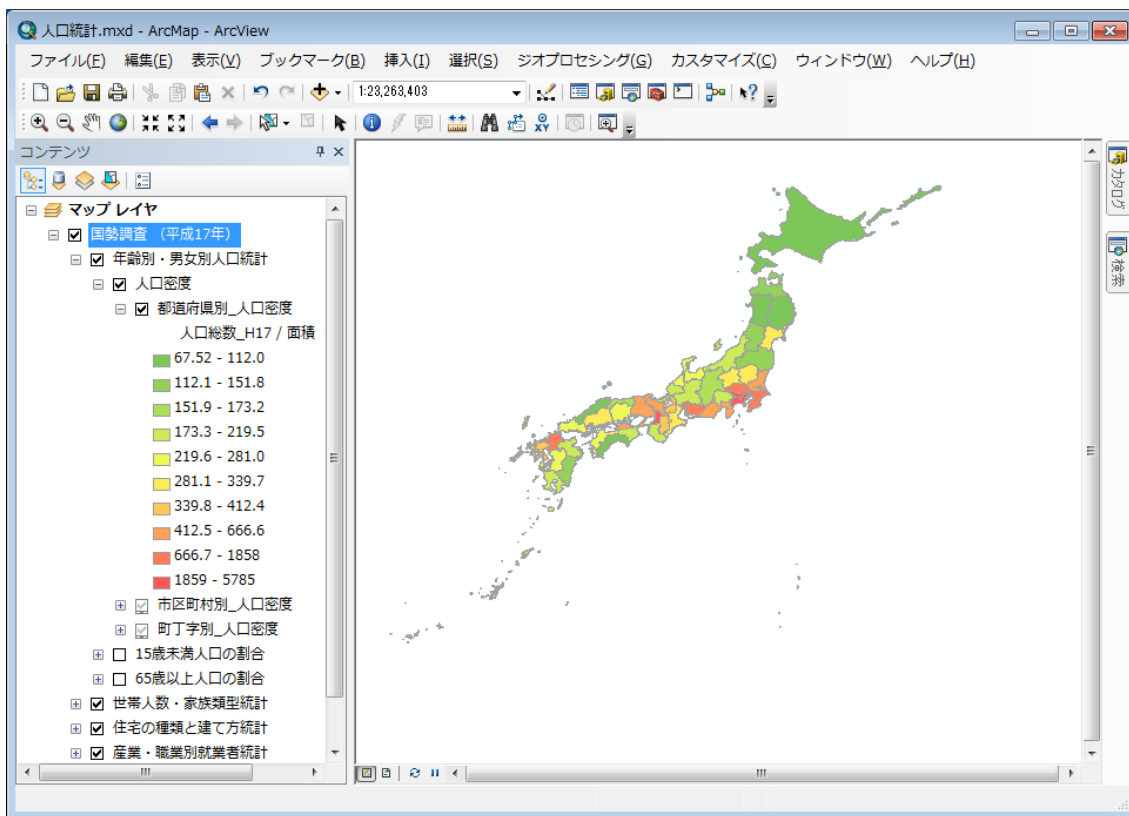 人口統計.mxd - ArcMap - ArcView
ファイル(F) 編集(E) 表示(V) ブックマーク(B) 挿入(I) 選択(S) ジオプロセシング(G) カスタマイズ(C) ウィンドウ(W) ヘルプ(H)
1:23,263,403
XY
コンテンツ
マップ レイヤ
国勢調査 （平成17年）
年齢別・男女別人口統計
人口密度
都道府県別_人口密度
人口総数_H17 / 面積
67.52 - 112.0
112.1 - 151.8
151.9 - 173.2
173.3 - 219.5
219.6 - 281.0
281.1 - 339.7
339.8 - 412.4
412.5 - 666.6
666.7 - 1858
1859 - 5785
市区町村別_人口密度
町丁字別_人口密度
15歳未満人口の割合
65歳以上人口の割合
世帯人数・家族類型統計
住宅の種類と建て方統計
産業・職業別就業者統計
カタログ
検索